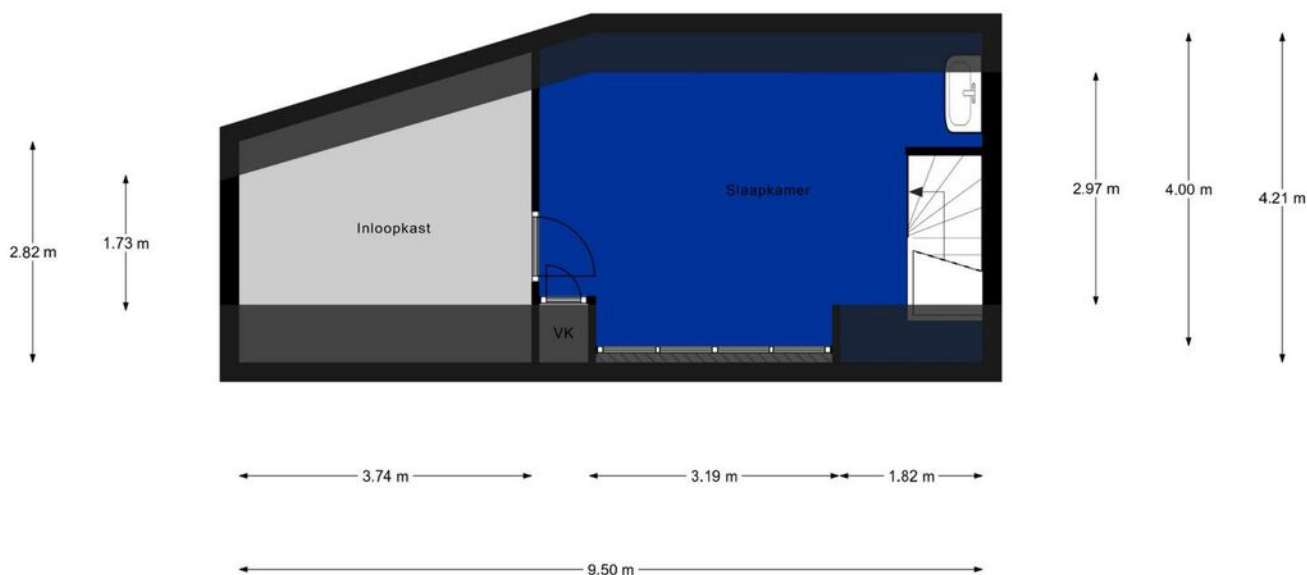 Slaapkamer
Inloopkast
VK
2.82 m
1.73 m
2.97 m
4.00 m
4.21 m
3.74 m
3.19 m
1.82 m
9.50 m